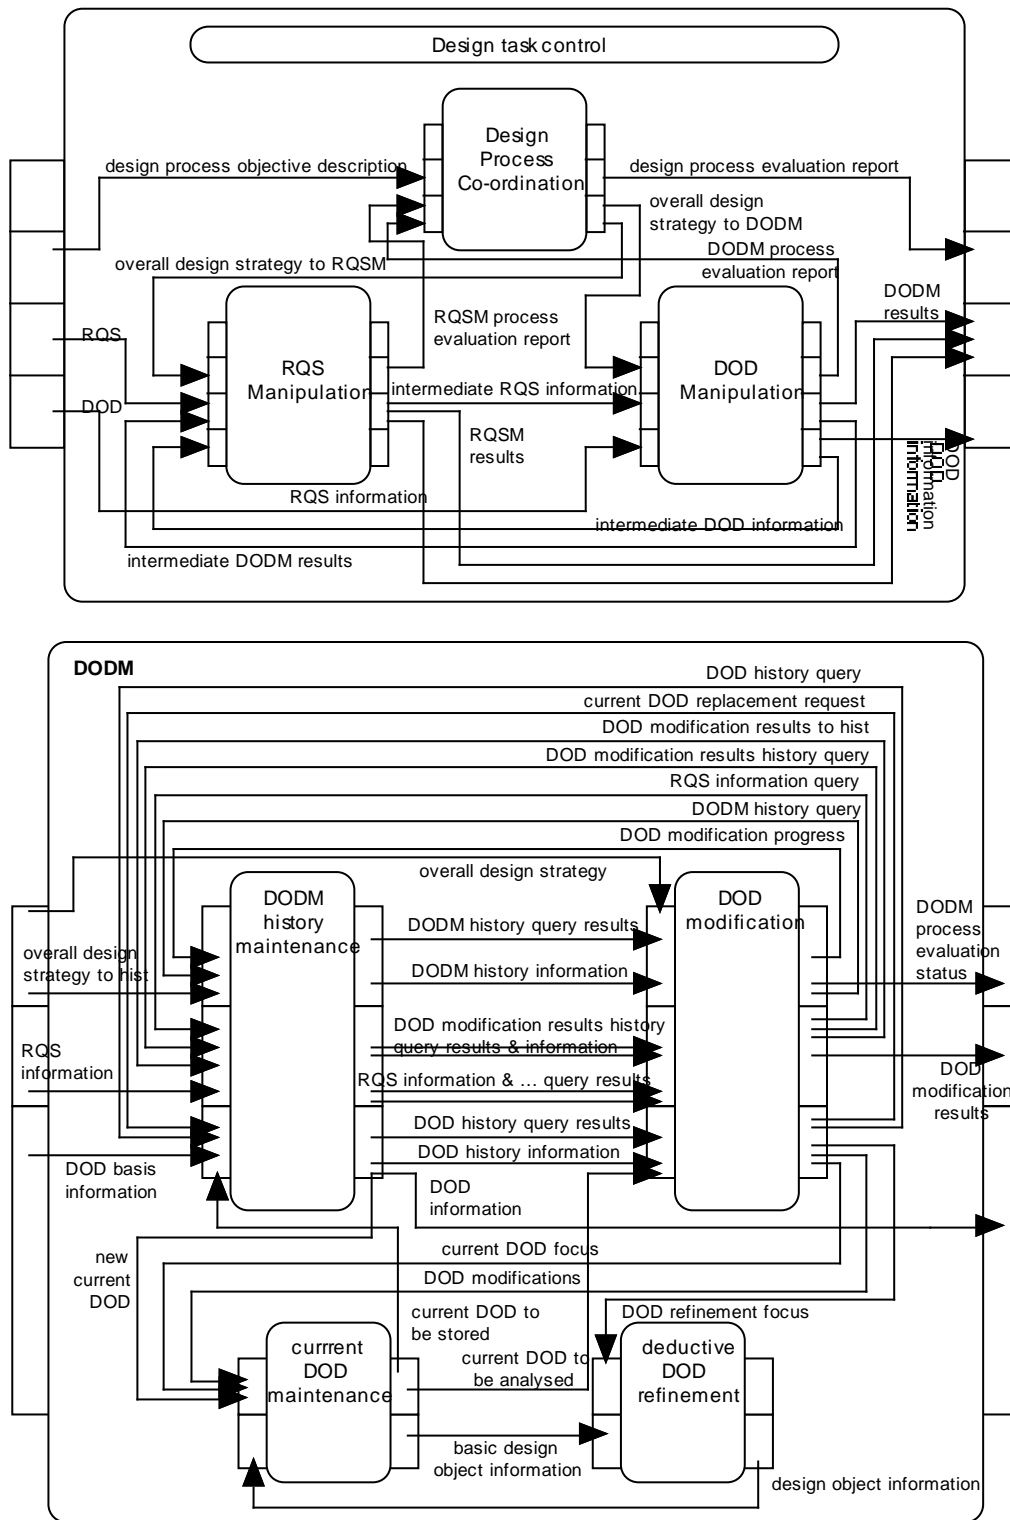 Design task control
Design
Process
Co-ordination
design process objective description
design process evaluation report
overall design
strategy to DODM
DODM process
evaluation report
overall design strategy to RQSM
RQSM process
evaluation report
DODM
results
RQS
RQS
Manipulation
DOD
Manipulation
intermediate RQS information
DOD
RQSM
results
RQS information
intermediate DOD information
intermediate DODM results
DOD
information
DOD
information
DODM
DOD history query
current DOD replacement request
DOD modification results to hist
DOD modification results history query
RQS information query
DODM history query
DOD modification progress
overall design strategy
DODM
history
maintenance
DOD
modification
DODM
process
evaluation
status
overall design
strategy to hist
DODM history query results
DODM history information
DOD modification results history
query results & information
RQS
information
RQS information & ... query results
DOD
modification
results
DOD history query results
DOD history information
DOD basis
information
DOD
information
new
current
DOD
current DOD focus
DOD modifications
current DOD to
be stored
DOD refinement focus
currrent
DOD
maintenance
current DOD to
be analysed
deductive
DOD
refinement
basic design
object information
design object information